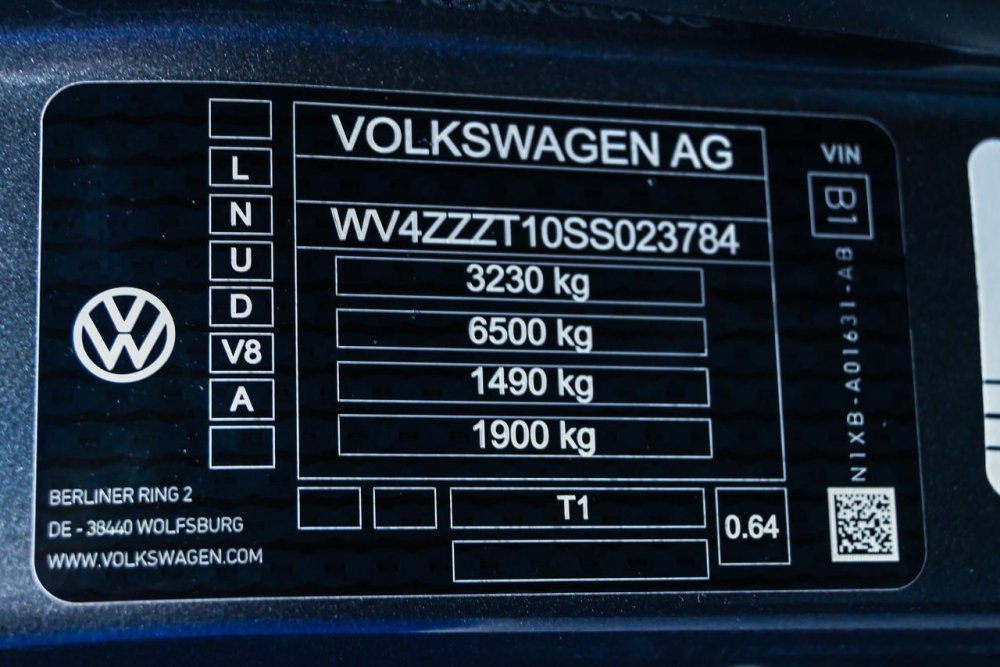 VOLKSWAGEN AG
WV4ZZZT10SS023784
3230 kg
6500 kg
1490 kg
1900 kg
T1
0.64
L
N
U
D
V8
A
VW
BERLINER RING 2
DE - 38440 WOLFSBURG
WWW.VOLKSWAGEN.COM
VIN
B1
N1XB-A01631-AB